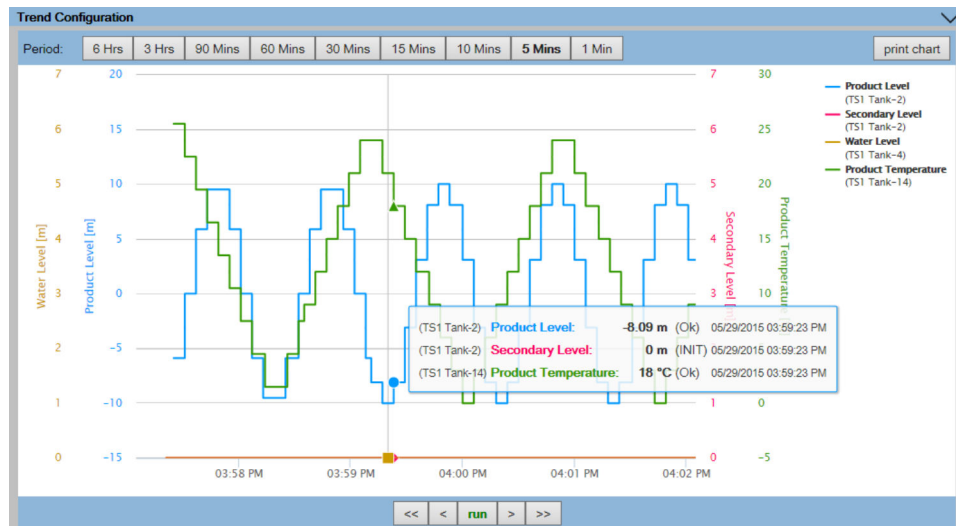 Trend Configuration
Period: 6 Hrs 3 Hrs 90 Mins 60 Mins 30 Mins 15 Mins 10 Mins 5 Mins 1 Min print chart
7 20 7 30
6 15 6 25
5 10 5 20
4 5 4 15
3 0 3 10
2 −5
1 −10 1 0
0 −15 0 −5
Water Level [m]
Product Level [m]
Secondary Level [m]
Product Temperature
Product Level
(TS1 Tank-2)
Secondary Level
(TS1 Tank-2)
Water Level
(TS1 Tank-4)
Product Temperature
(TS1 Tank-14)
(TS1 Tank-2) Product Level: -8.09 m (Ok) 05/29/2015 03:59:23 PM
(TS1 Tank-2) Secondary Level: 0 m (INIT) 05/29/2015 03:59:23 PM
(TS1 Tank-14) Product Temperature: 18 °C (Ok) 05/29/2015 03:59:23 PM
03:58 PM 03:59 PM 04:00 PM 04:01 PM 04:02 PM
<< < run > >>